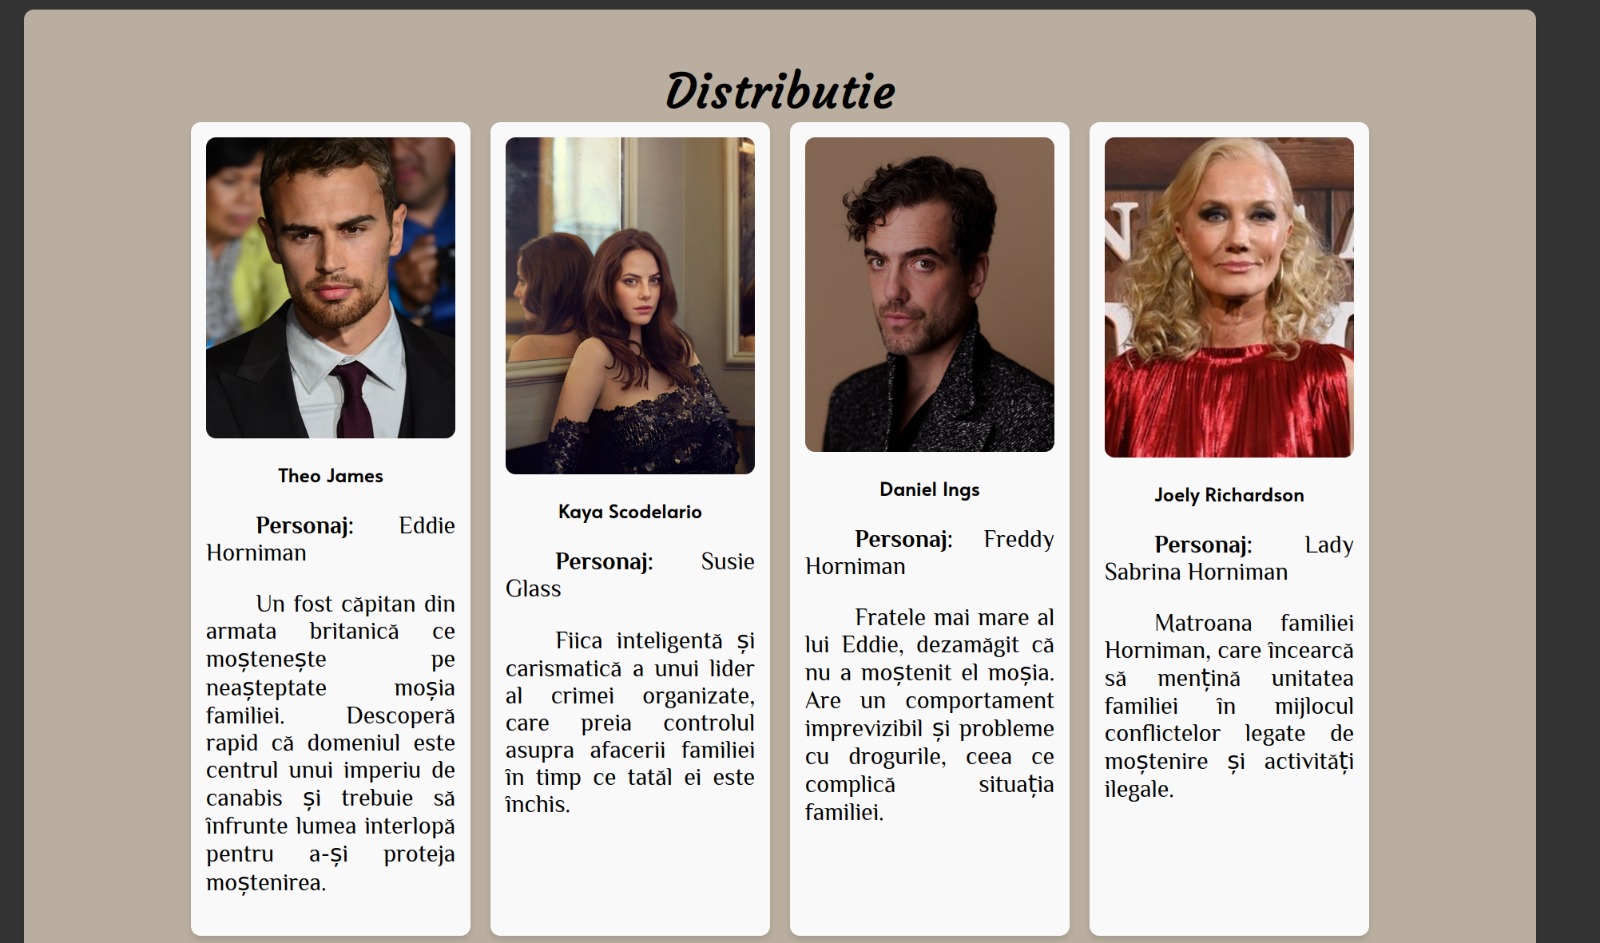 Distributie
Theo James
Personaj: Eddie
Horniman
Un fost căpitan din
armata britanică ce
moștenește pe
neașteptate moșia
familiei. Descoperă
rapid că domeniul este
centrul unui imperiu de
canabis și trebuie să
înfrunte lumea interlopă
pentru a-și proteja
moștenirea.
Kaya Scodelario
Personaj: Susie
Glass
Fiica inteligentă și
carismatică a unui lider
al crimei organizate,
care preia controlul
asupra afacerii familiei
în timp ce tatăl ei este
închis.
Daniel Ings
Personaj: Freddy
Horniman
Fratele mai mare al
lui Eddie, dezamăgit că
nu a moștenit el moșia.
Are un comportament
imprevizibil și probleme
cu drogurile, ceea ce
complică situația
familiei.
Joely Richardson
Personaj: Lady
Sabrina Horniman
Matroana familiei
Horniman, care încearcă
să mențină unitatea
familiei în mijlocul
conflictelor legate de
moștenire și activități
ilegale.